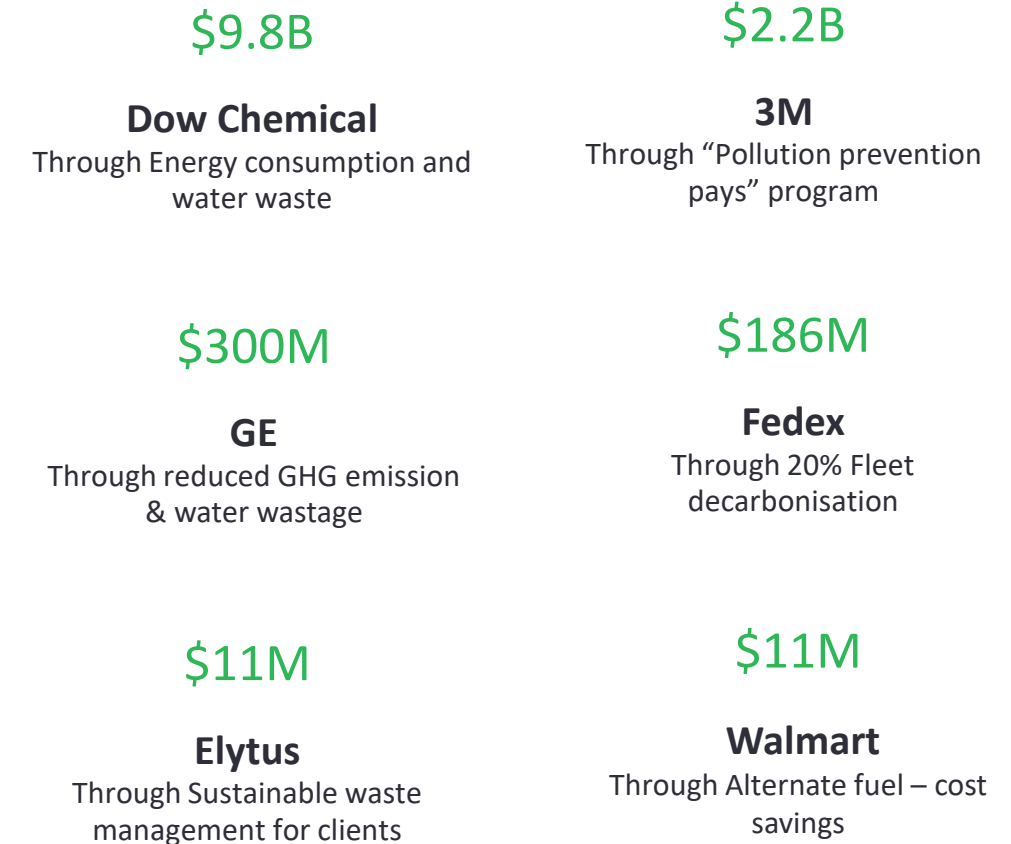 $9.8B
Dow Chemical
Through Energy consumption and
water waste
$2.2B
3M
Through “Pollution prevention
pays” program
$300M
GE
Through reduced GHG emission
& water wastage
$186M
Fedex
Through 20% Fleet
decarbonisation
$11M
Elytus
Through Sustainable waste
management for clients
$11M
Walmart
Through Alternate fuel – cost
savings